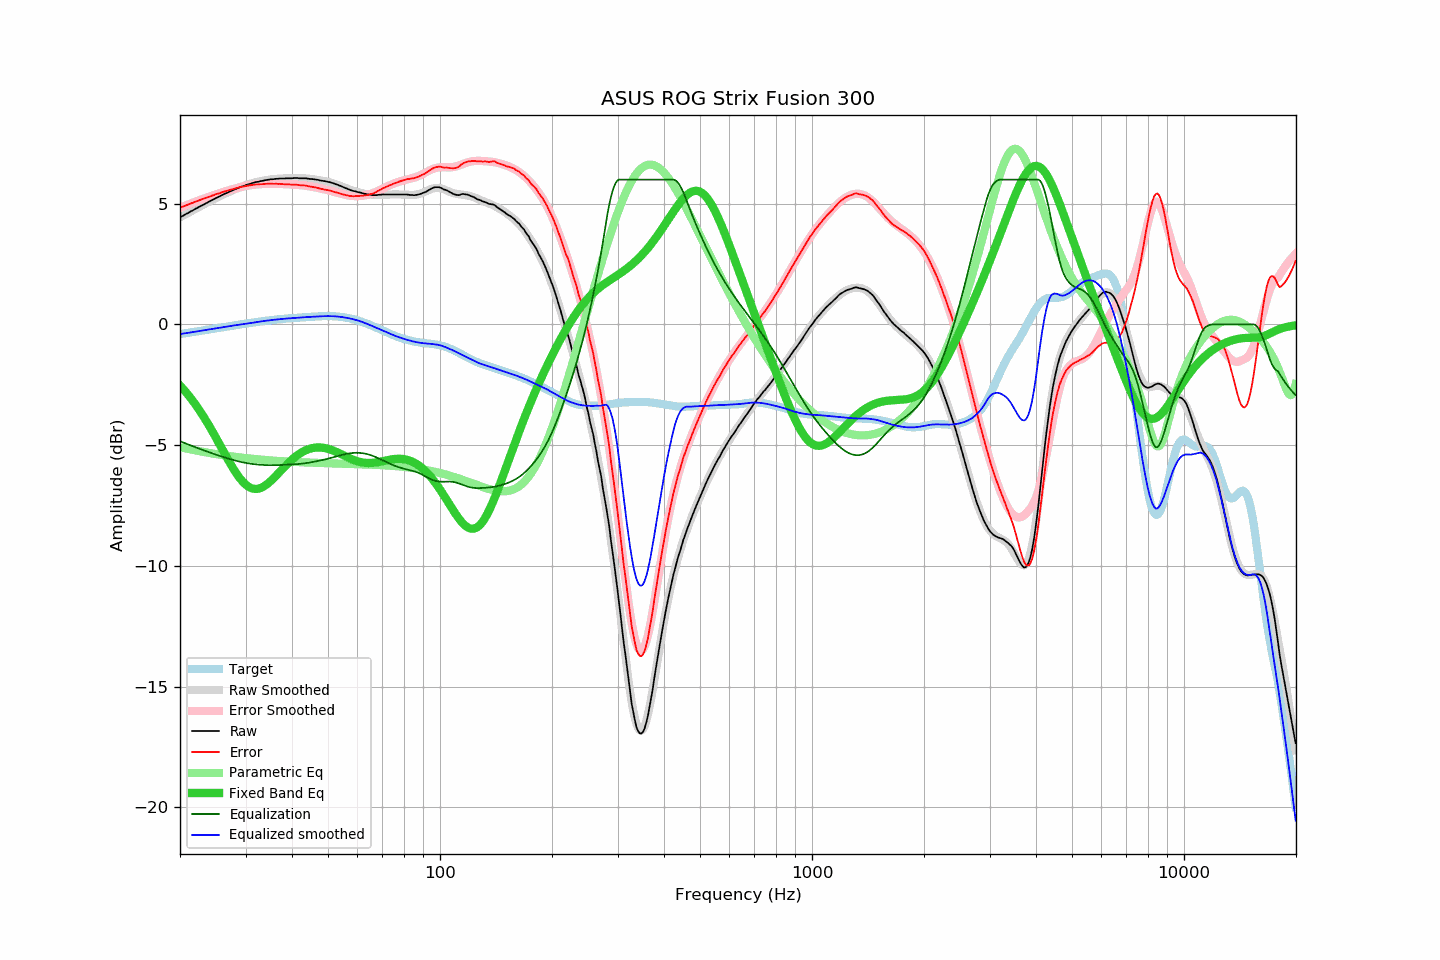 ASUS ROG Strix Fusion 300
5
0
−5
−10
−15
−20
Amplitude (dBr)
Target
Raw Smoothed
Error Smoothed
Raw
Error
Parametric Eq
Fixed Band Eq
Equalization
Equalized smoothed
100 1000 10000
Frequency (Hz)